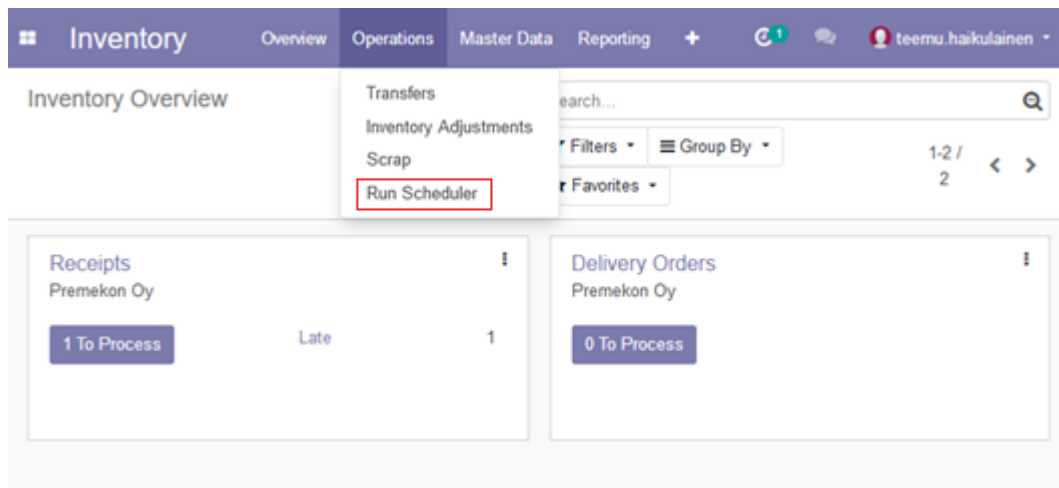 Inventory Overview Operations Master Data Reporting + 1 teemu.haikulainen
Inventory Overview
Transfers
Inventory Adjustments
Scrap
Run Scheduler
earch...
Filters Group By
Favorites
1-2 /
2
Receipts
Premekon Oy
1 To Process Late 1
Delivery Orders
Premekon Oy
0 To Process